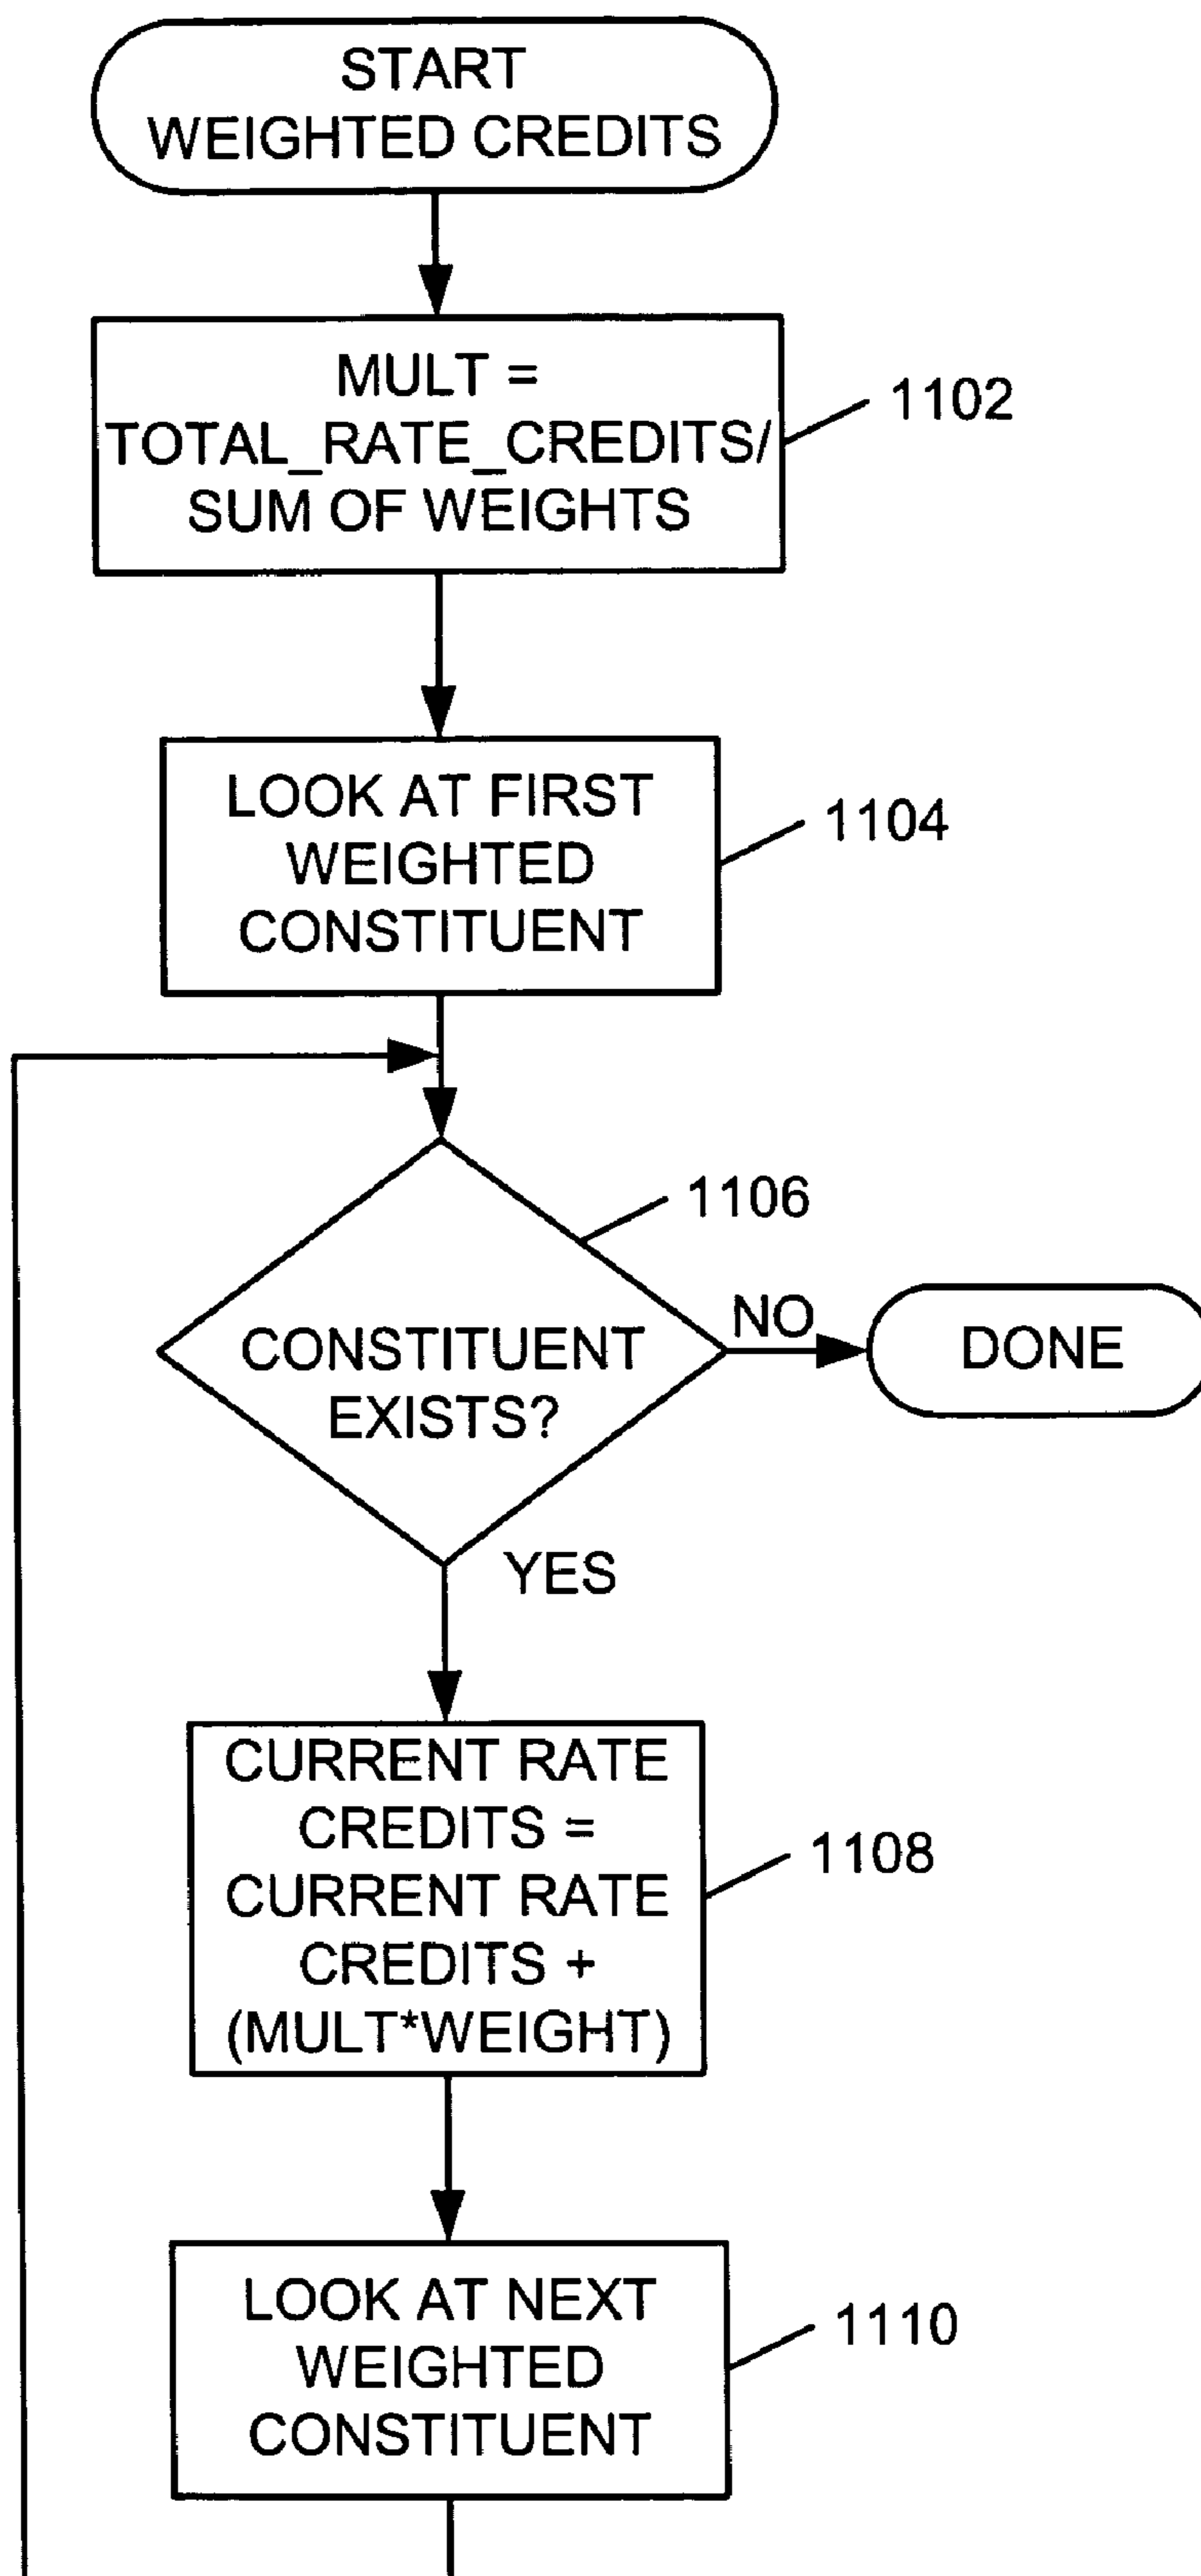 START
WEIGHTED CREDITS
MULT =
TOTAL_RATE_CREDITS/
SUM OF WEIGHTS
1102
LOOK AT FIRST
WEIGHTED
CONSTITUENT
1104
1106
CONSTITUENT
EXISTS?
NO
DONE
YES
CURRENT RATE
CREDITS =
CURRENT RATE
CREDITS +
(MULT*WEIGHT)
1108
LOOK AT NEXT
WEIGHTED
CONSTITUENT
1110